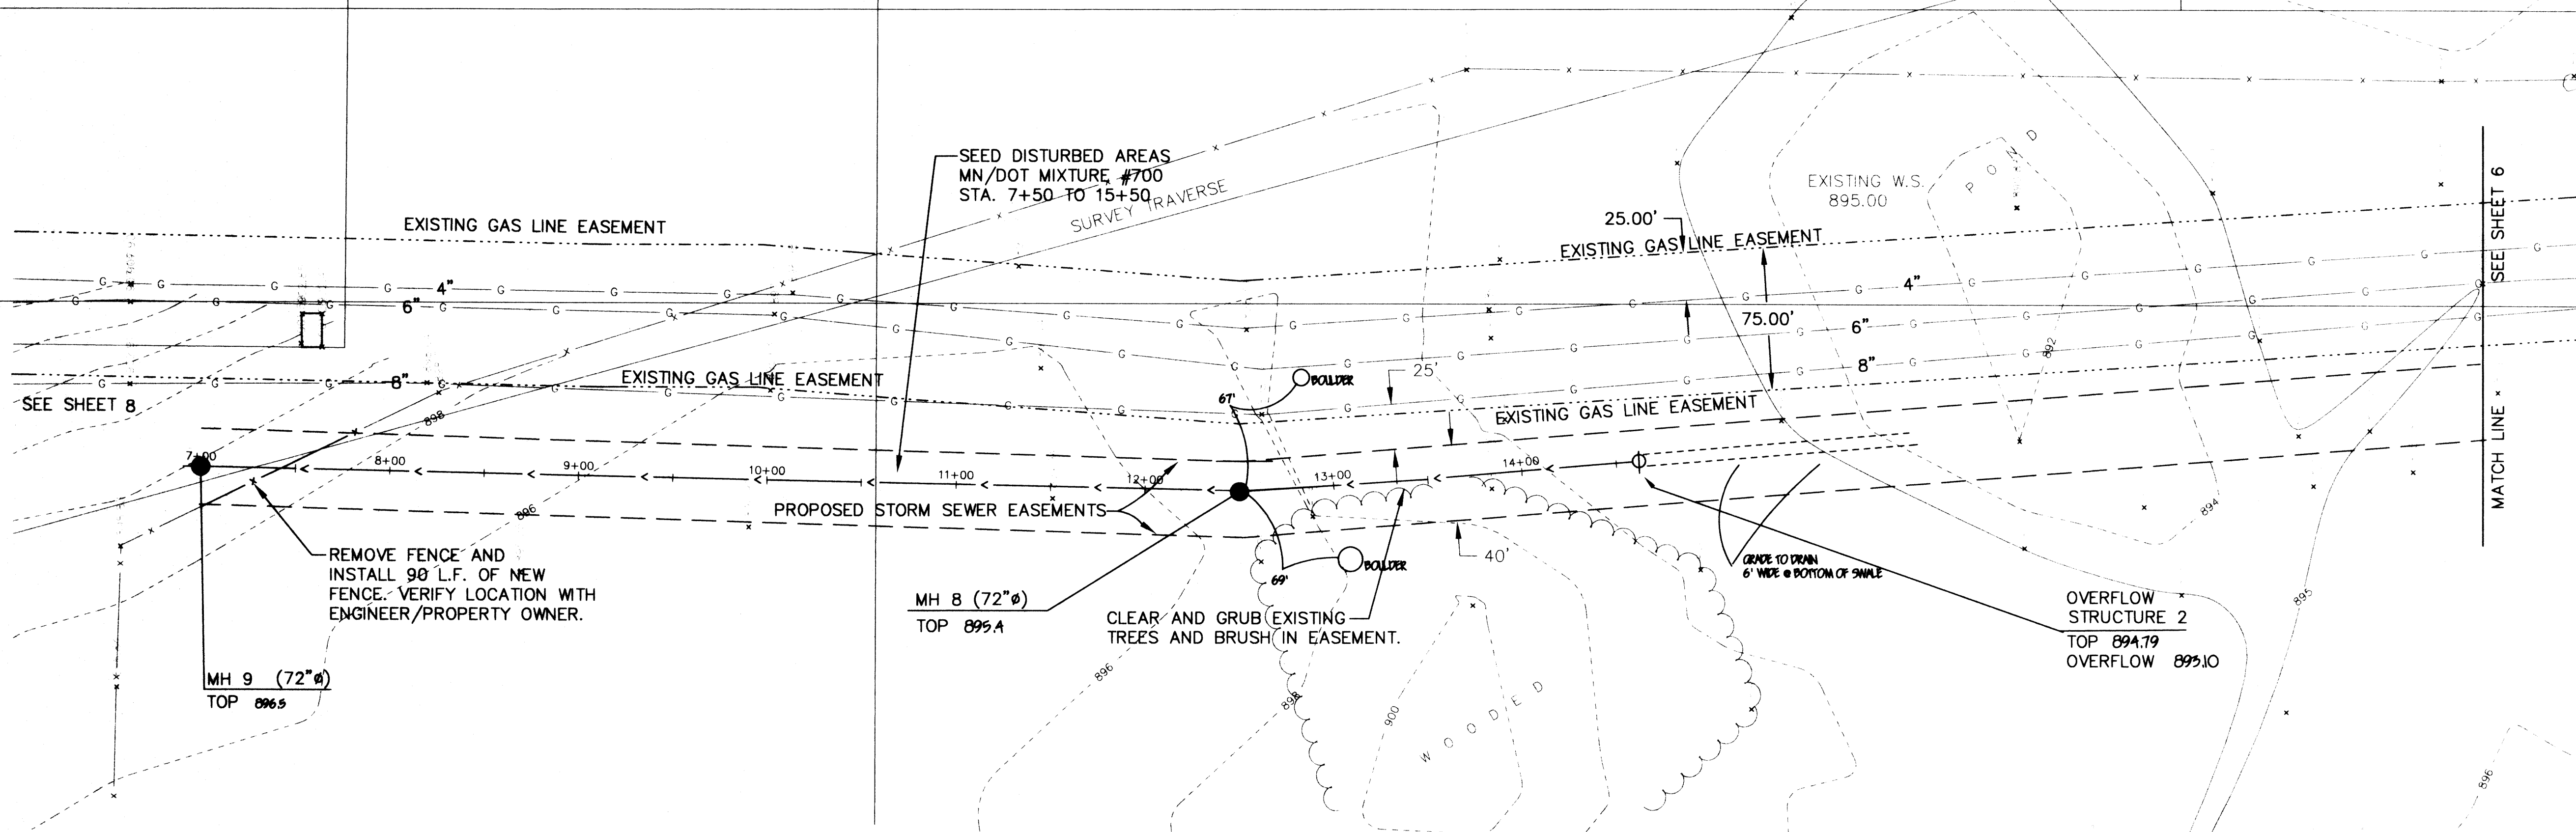 SEED DISTURBED AREAS
MN/DOT MIXTURE #700
STA. 7+50 TO 15+50
SURVEY TRAVERSE
EXISTING GAS LINE EASEMENT
EXISTING W.S.
895.00
POND
25.00'
EXISTING GAS LINE EASEMENT
SEE SHEET 6
MATCH LINE
G G G 4" G G G
G G 6" G G G
4"
6"
8"
75.00'
892
8"
EXISTING GAS LINE EASEMENT
25'
BOULDER
67'
EXISTING GAS LINE EASEMENT
SEE SHEET 8
898
7+00
8+00
9+00
10+00
11+00
12+00
13+00
14+00
PROPOSED STORM SEWER EASEMENTS
896
894
REMOVE FENCE AND
INSTALL 90 L.F. OF NEW
FENCE. VERIFY LOCATION WITH
ENGINEER/PROPERTY OWNER.
40'
BOULDER
69'
GRADE TO DRAIN
6' WIDE @ BOTTOM OF SWALE
MH 8 (72"ø)
TOP 895.4
CLEAR AND GRUB EXISTING
TREES AND BRUSH IN EASEMENT.
OVERFLOW
STRUCTURE 2
TOP 894.79
OVERFLOW 893.10
895
MH 9 (72"ø)
TOP 896.5
896
898
900
WOODED
896